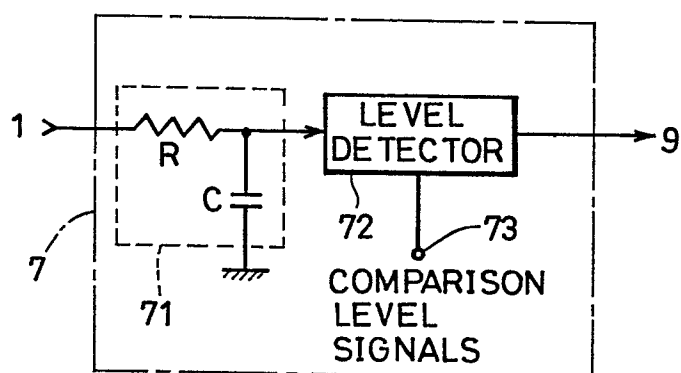 1
R
C
LEVEL
DETECTOR
9
72
73
7
71
COMPARISON
LEVEL
SIGNALS